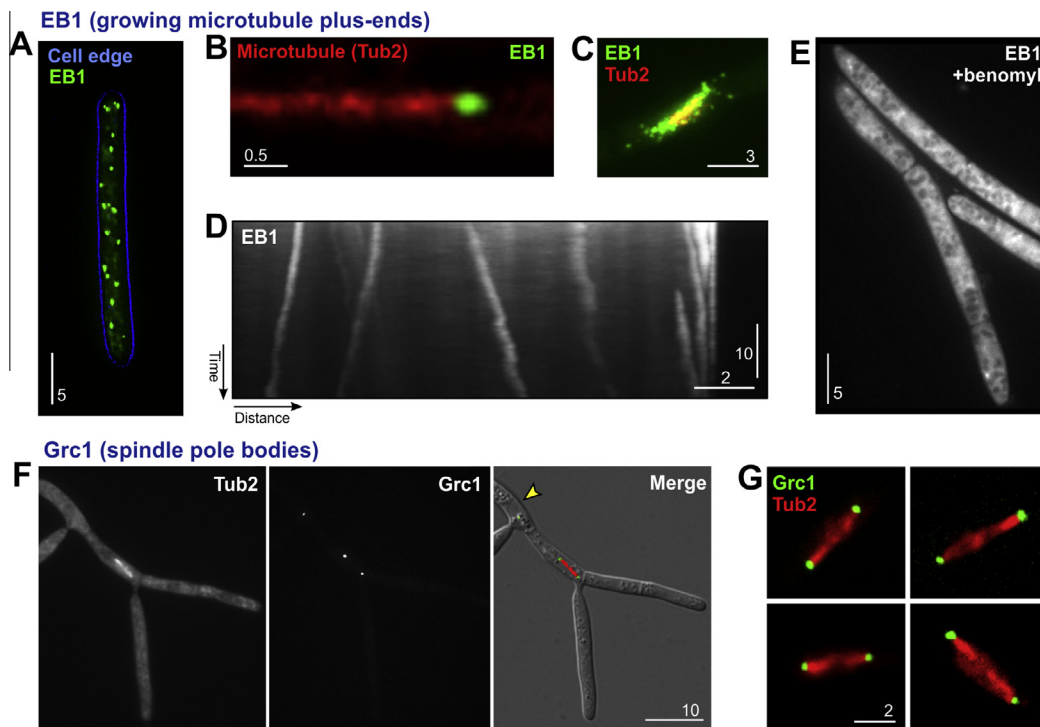 EB1 (growing microtubule plus-ends)
A
Cell edge
EB1
5
B
Microtubule (Tub2)
EB1
0.5
C
EB1
Tub2
3
D
EB1
Time
Distance
10
2
E
EB1
+benomyl
5
Grc1 (spindle pole bodies)
F
Tub2
Grc1
Merge
10
G
Grc1
Tub2
2